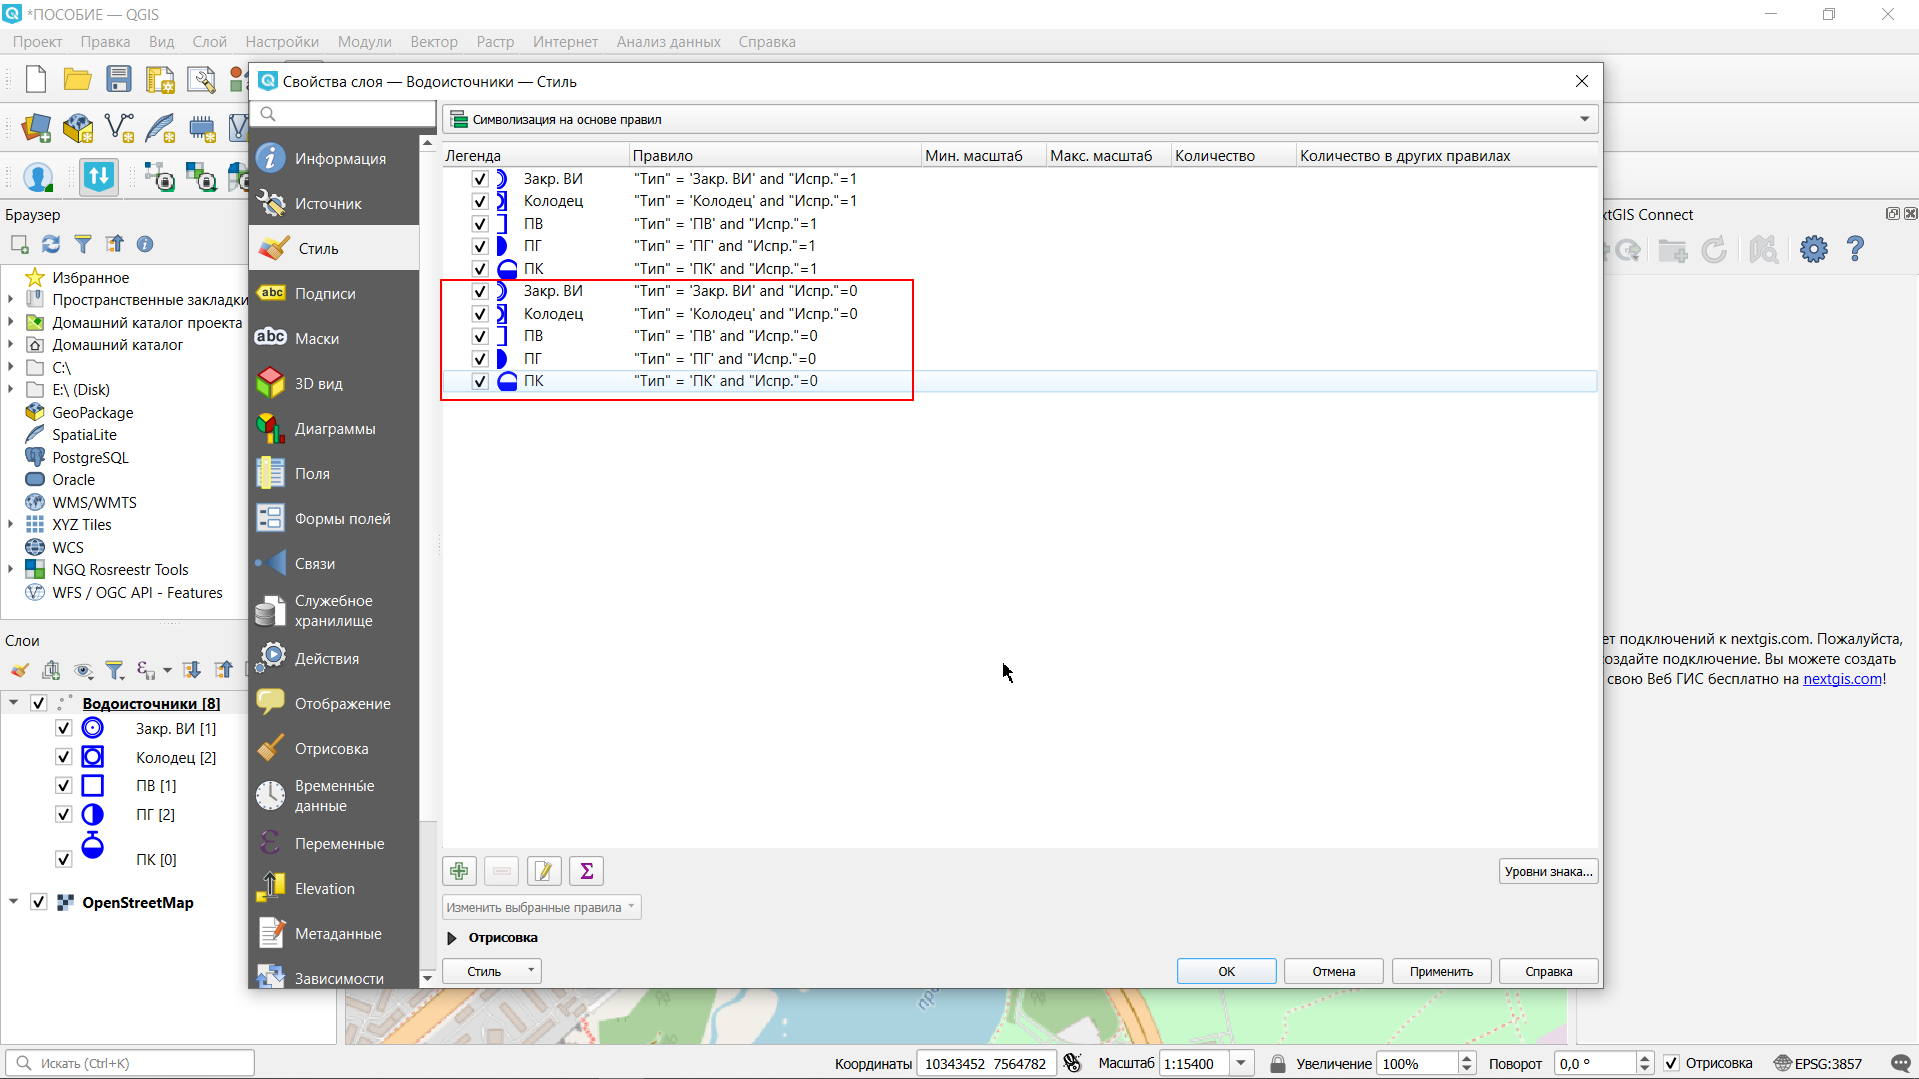 *ПОСОБИЕ — QGIS
Проект Правка Вид Слой Настройки Модули Вектор Растр Интернет Анализ данных Справка
Свойства слоя — Водоисточники — Стиль
Символизация на основе правил
Информация
Источник
Стиль
Подписи
Маски
3D вид
Диаграммы
Поля
Формы полей
Связи
Служебное
хранилище
Действия
Отображение
Отрисовка
Временны́е
данные
Переменные
Elevation
Метаданные
Зависимости
Легенда Правило Мин. масштаб Макс. масштаб Количество Количество в других правилах
Закр. ВИ "Тип" = 'Закр. ВИ' and "Испр."=1
Колодец "Тип" = 'Колодец' and "Испр."=1
ПВ "Тип" = 'ПВ' and "Испр."=1
ПГ "Тип" = 'ПГ' and "Испр."=1
ПК "Тип" = 'ПК' and "Испр."=1
Закр. ВИ "Тип" = 'Закр. ВИ' and "Испр."=0
Колодец "Тип" = 'Колодец' and "Испр."=0
ПВ "Тип" = 'ПВ' and "Испр."=0
ПГ "Тип" = 'ПГ' and "Испр."=0
ПК "Тип" = 'ПК' and "Испр."=0
Уровни знака...
Изменить выбранные правила
Отрисовка
Стиль OK Отмена Применить Справка
Браузер
Избранное
Пространственные закладки
Домашний каталог проекта
Домашний каталог
C:\
E:\ (Disk)
GeoPackage
SpatiaLite
PostgreSQL
Oracle
WMS/WMTS
XYZ Tiles
WCS
NGQ Rosreestr Tools
WFS / OGC API - Features
Слои
Водоисточники [8]
Закр. ВИ [1]
Колодец [2]
ПВ [1]
ПГ [2]
ПК [0]
OpenStreetMap
xtGIS Connect
ет подключений к nextgis.com. Пожалуйста,
оздайте подключение. Вы можете создать
свою Веб ГИС бесплатно на nextgis.com!
Искать (Ctrl+K) Координаты 10343452 7564782 Масштаб 1:15400 Увеличение 100% Поворот 0,0 ° Отрисовка EPSG:3857